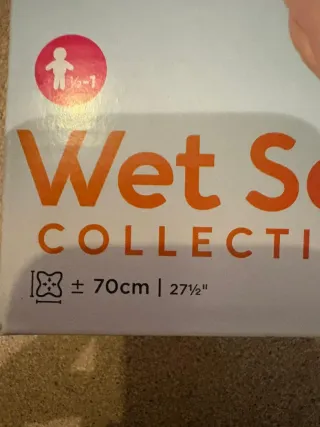 ½-1
Wet S
COLLECTI
± 70cm | 27½"